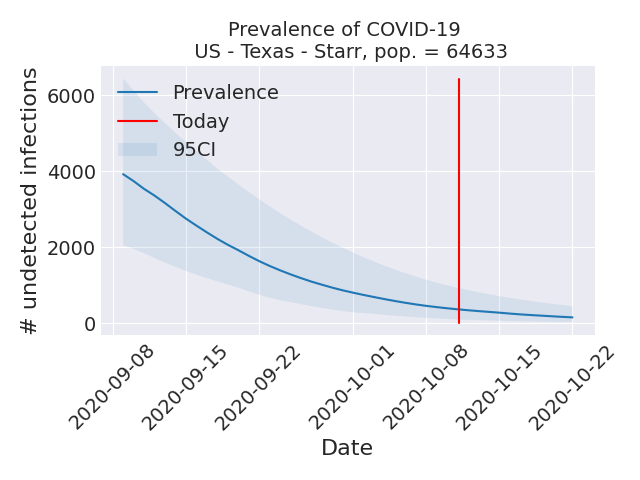 Prevalence of COVID-19
US - Texas - Starr, pop. = 64633
# undetected infections
6000
4000
2000
0
Prevalence
Today
95CI
2020-09-08
2020-09-15
2020-09-22
2020-10-01
2020-10-08
2020-10-15
2020-10-22
Date